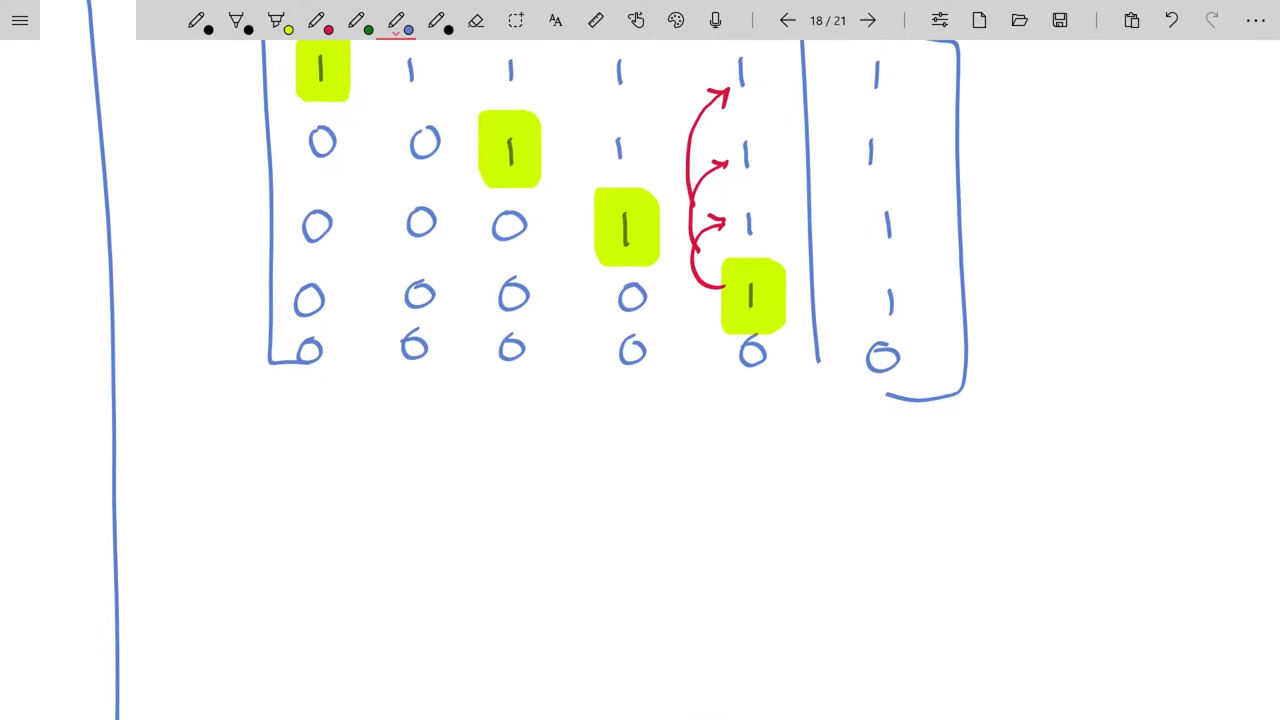 18 / 21
1 1 1 1 1 1
0 0 1 1 1 1
0 0 0 1 1 1
0 0 0 0 1 1
0 0 0 0 0 0